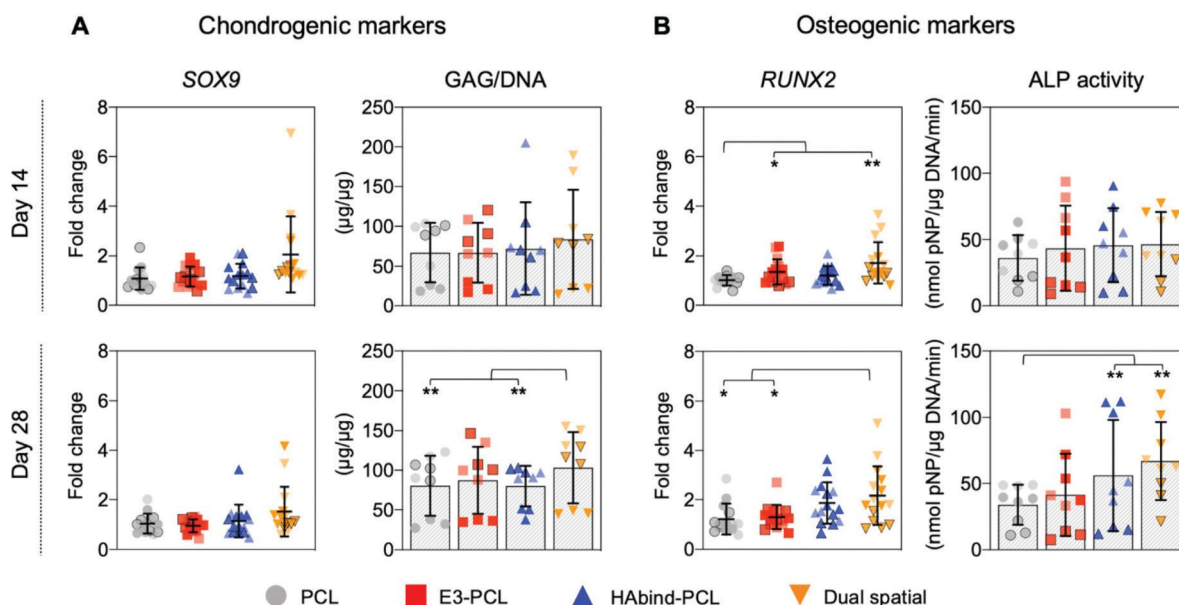 A Chondrogenic markers
B Osteogenic markers
SOX9
GAG/DNA
RUNX2
ALP activity
Day 14
Fold change
8
6
4
2
0
(µg/µg)
250
200
150
100
50
0
Fold change
8
6
4
2
0
*
**
(nmol pNP/µg DNA/min)
150
100
50
0
Day 28
Fold change
8
6
4
2
0
(µg/µg)
250
200
150
100
50
0
**
**
Fold change
8
6
4
2
0
*
*
(nmol pNP/µg DNA/min)
150
100
50
0
**
**
PCL
E3-PCL
HAbind-PCL
Dual spatial